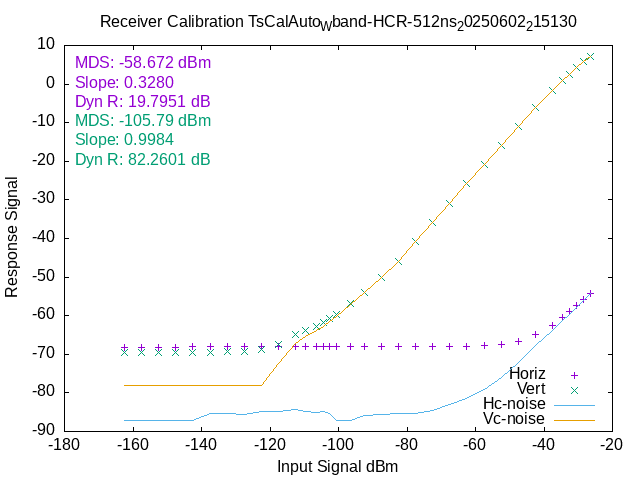 Receiver Calibration TsCalAutoWband-HCR-512ns20250602215130
10
0
-10
-20
-30
-40
-50
-60
-70
-80
-90
-180
-160
-140
-120
-100
-80
-60
-40
-20
Response Signal
Input Signal dBm
MDS: -58.672 dBm
Slope: 0.3280
Dyn R: 19.7951 dB
MDS: -105.79 dBm
Slope: 0.9984
Dyn R: 82.2601 dB
Horiz
Vert
Hc-noise
Vc-noise